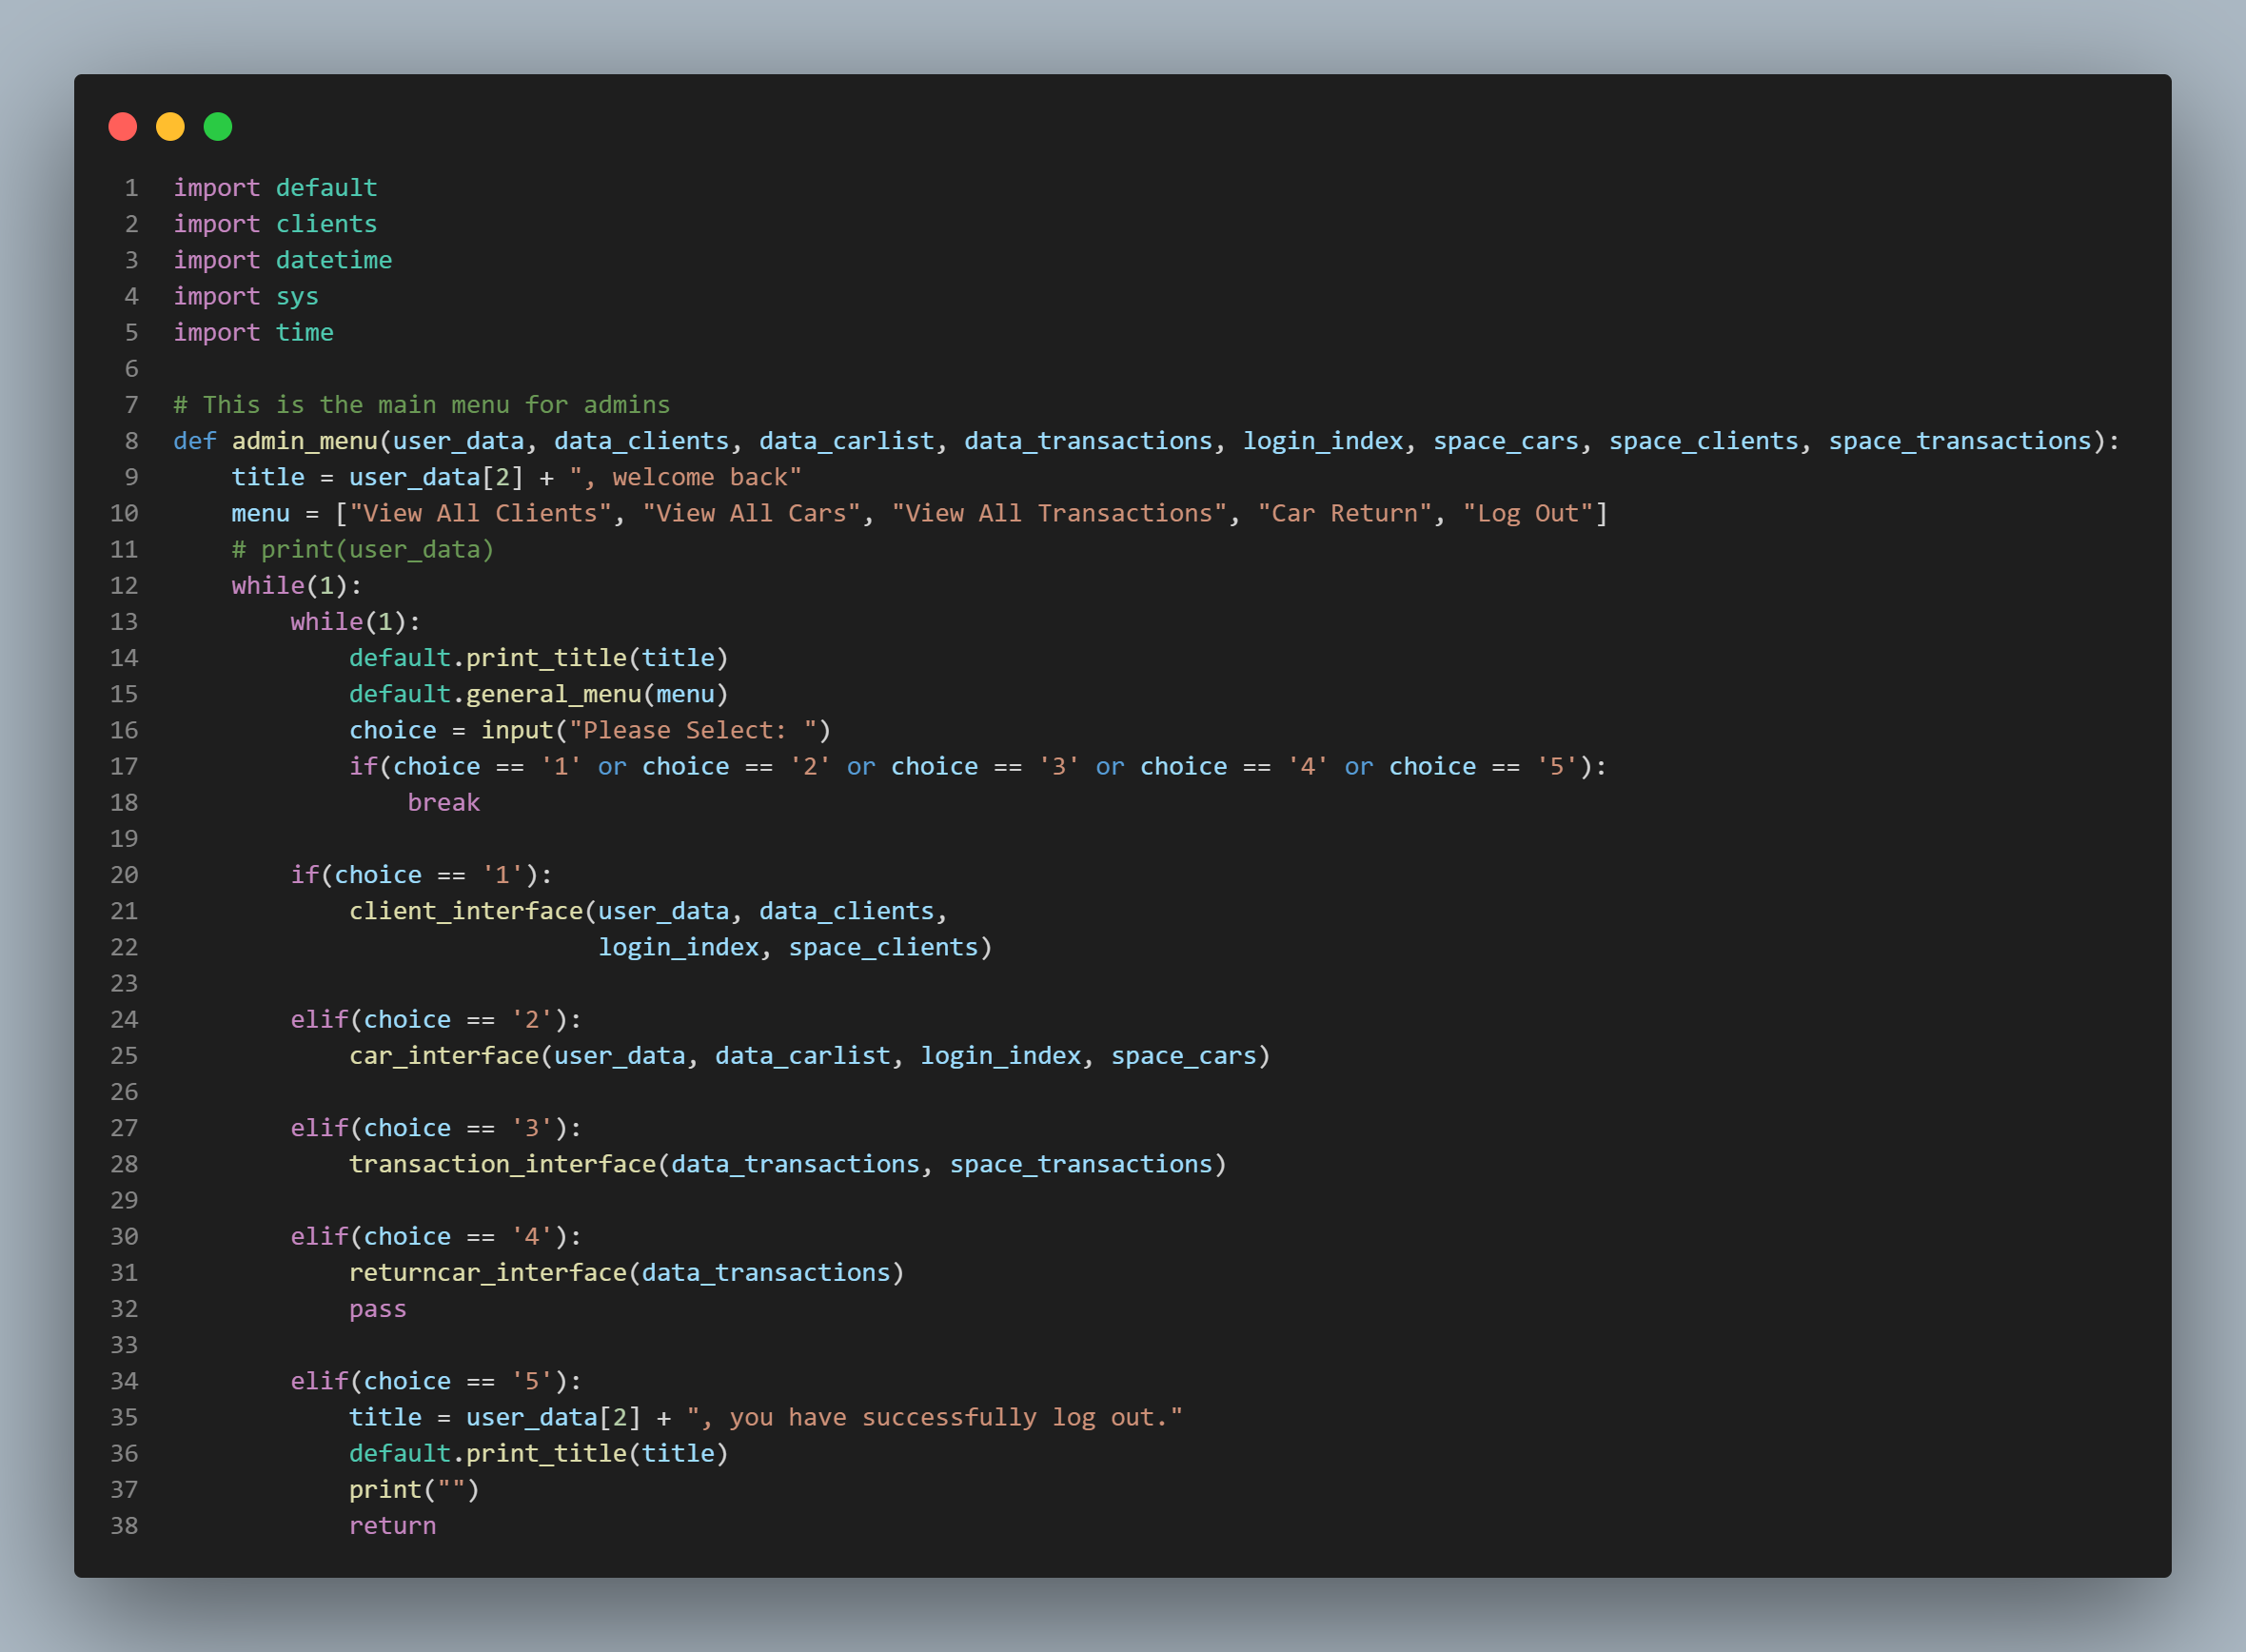 1 import default
2 import clients
3 import datetime
4 import sys
5 import time
6
7 # This is the main menu for admins
8 def admin_menu(user_data, data_clients, data_carlist, data_transactions, login_index, space_cars, space_clients, space_transactions):
9     title = user_data[2] + ", welcome back"
10     menu = ["View All Clients", "View All Cars", "View All Transactions", "Car Return", "Log Out"]
11     # print(user_data)
12     while(1):
13         while(1):
14             default.print_title(title)
15             default.general_menu(menu)
16             choice = input("Please Select: ")
17             if(choice == '1' or choice == '2' or choice == '3' or choice == '4' or choice == '5'):
18                 break
19
20         if(choice == '1'):
21             client_interface(user_data, data_clients,
22                              login_index, space_clients)
23
24         elif(choice == '2'):
25             car_interface(user_data, data_carlist, login_index, space_cars)
26
27         elif(choice == '3'):
28             transaction_interface(data_transactions, space_transactions)
29
30         elif(choice == '4'):
31             returncar_interface(data_transactions)
32             pass
33
34         elif(choice == '5'):
35             title = user_data[2] + ", you have successfully log out."
36             default.print_title(title)
37             print("")
38             return